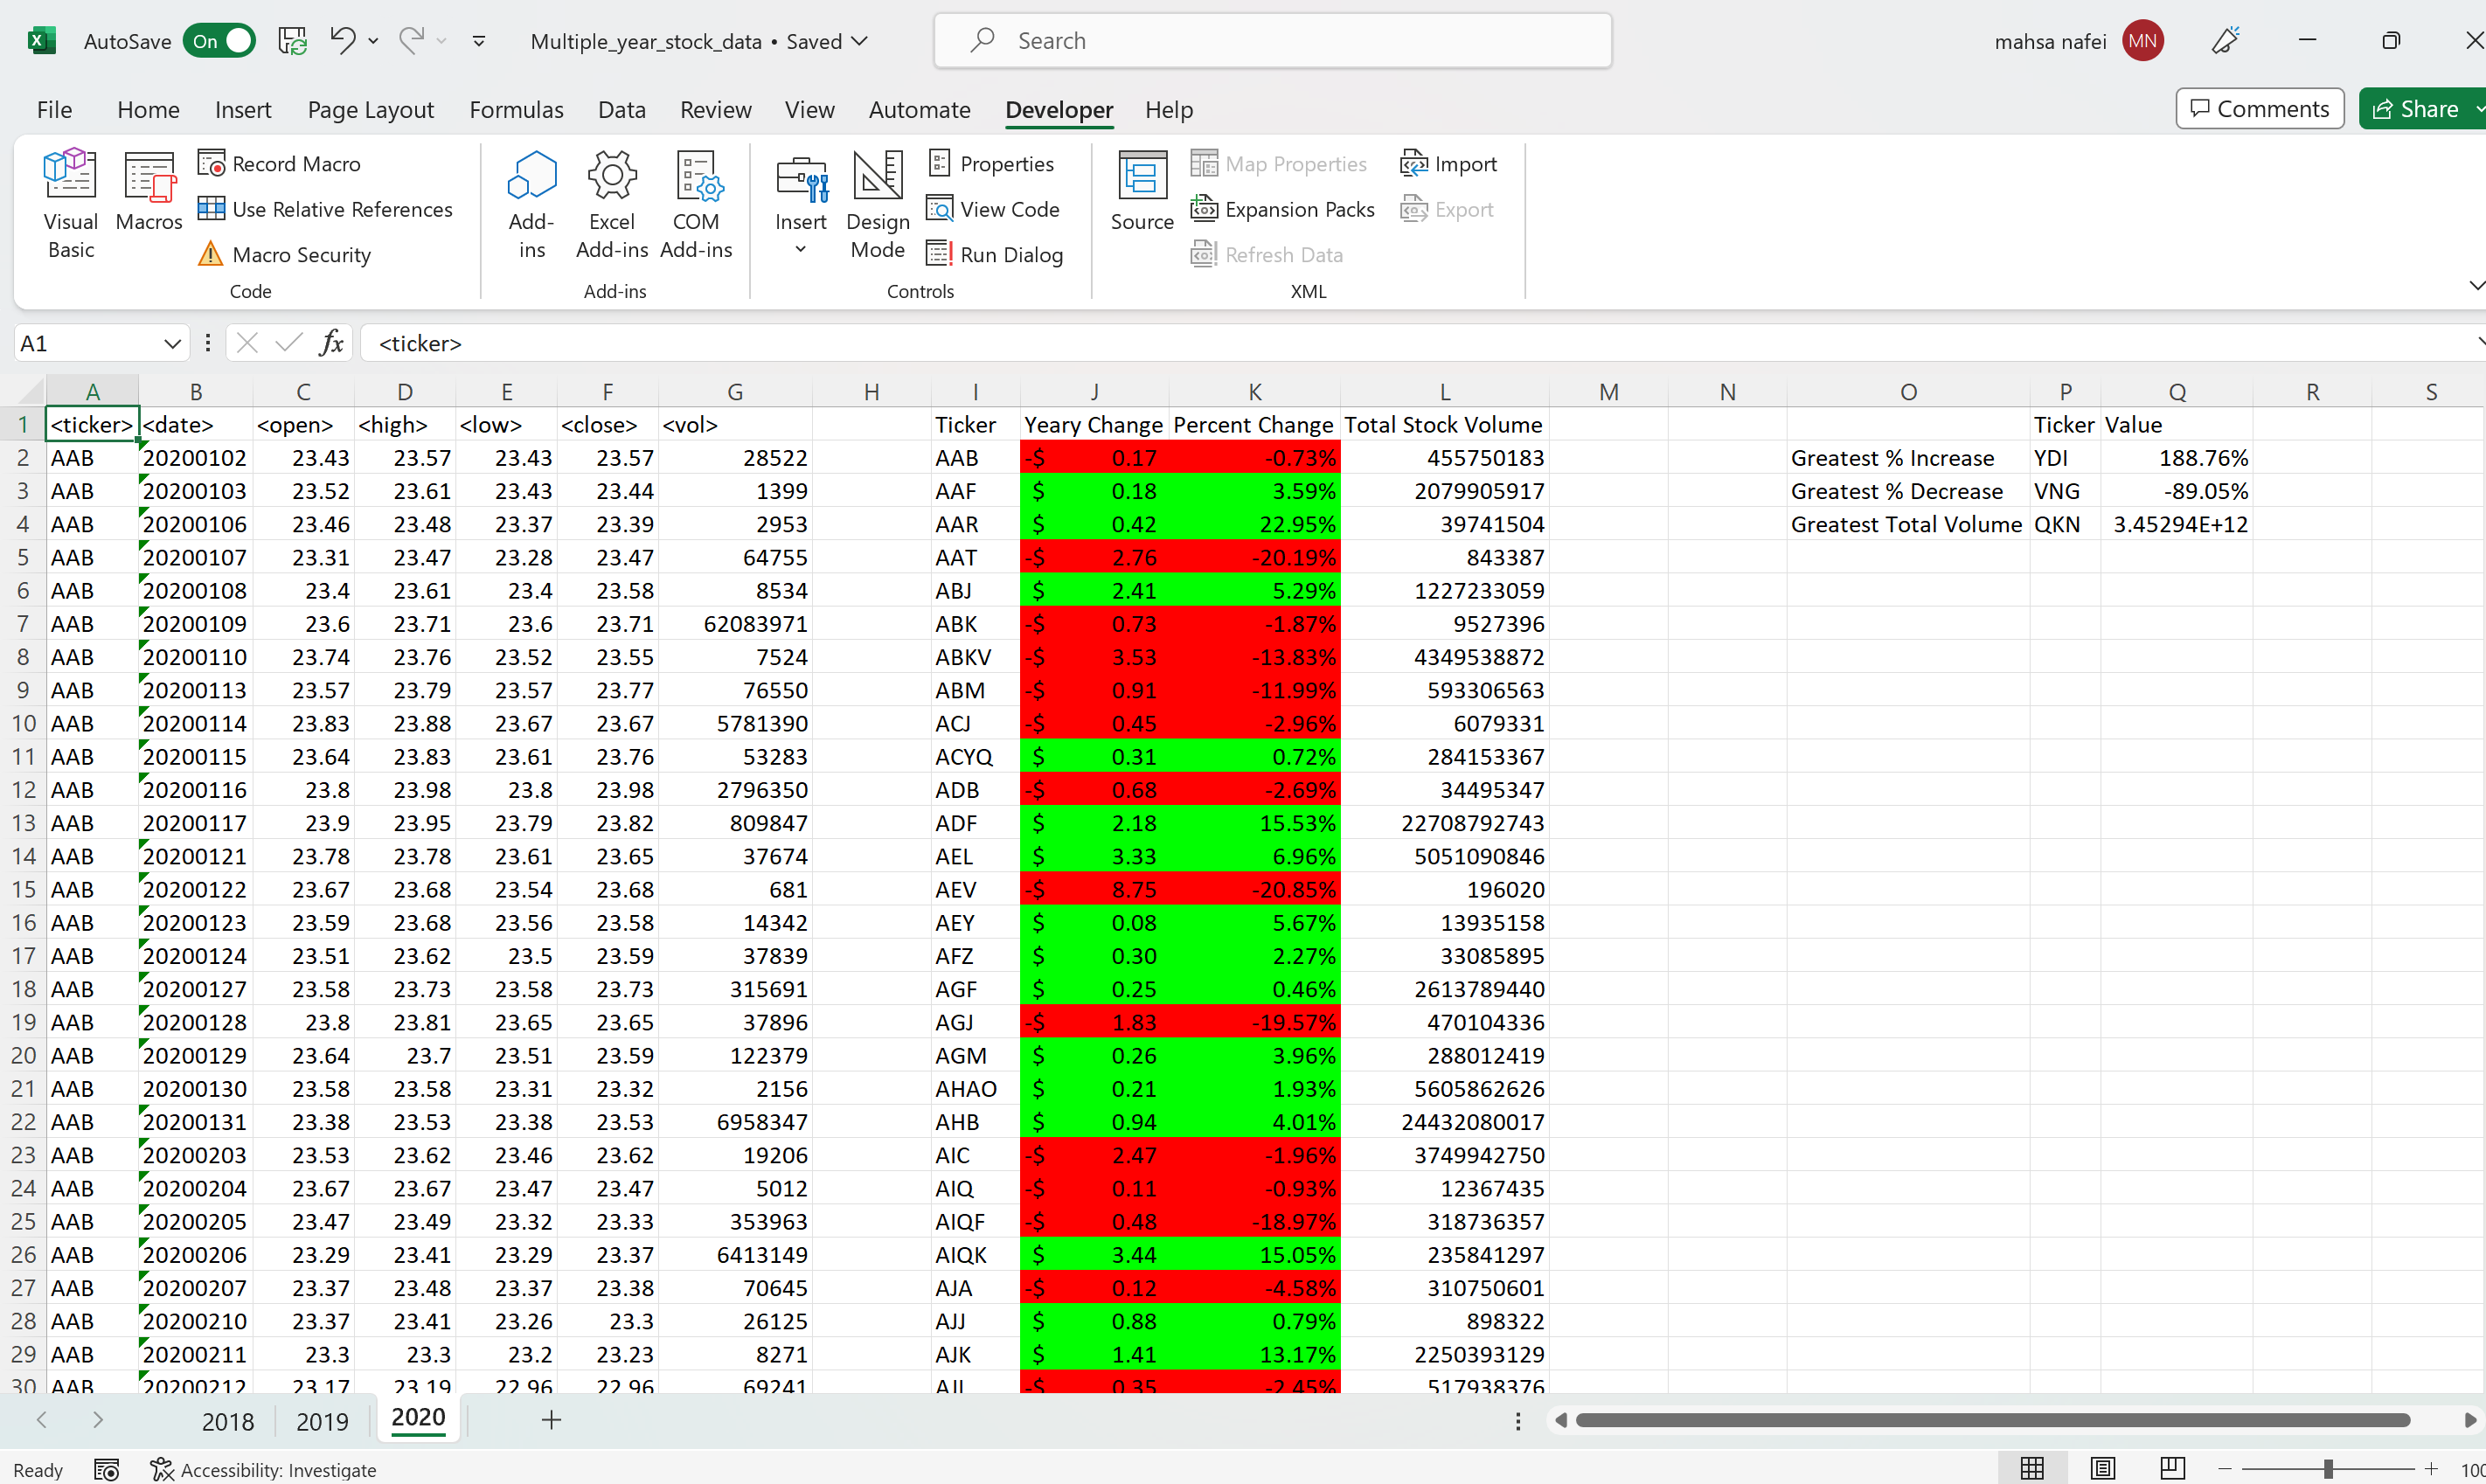 AutoSave On Multiple_year_stock_data • Saved Search mahsa nafei MN
File Home Insert Page Layout Formulas Data Review View Automate Developer Help Comments Share
Visual Basic
Macros
Record Macro
Use Relative References
Macro Security
Code
Add-ins
Excel Add-ins
COM Add-ins
Add-ins
Insert
Design Mode
Properties
View Code
Run Dialog
Controls
Source
Map Properties
Expansion Packs
Refresh Data
Import
Export
XML
A1 fx <ticker>
A B C D E F G H I J K L M N O P Q R S
1 <ticker> <date> <open> <high> <low> <close> <vol> Ticker Yeary Change Percent Change Total Stock Volume Ticker Value
2 AAB 20200102 23.43 23.57 23.43 23.57 28522 AAB -$ 0.17 -0.73% 455750183 Greatest % Increase YDI 188.76%
3 AAB 20200103 23.52 23.61 23.43 23.44 1399 AAF $ 0.18 3.59% 2079905917 Greatest % Decrease VNG -89.05%
4 AAB 20200106 23.46 23.48 23.37 23.39 2953 AAR $ 0.42 22.95% 39741504 Greatest Total Volume QKN 3.45294E+12
5 AAB 20200107 23.31 23.47 23.28 23.47 64755 AAT -$ 2.76 -20.19% 843387
6 AAB 20200108 23.4 23.61 23.4 23.58 8534 ABJ $ 2.41 5.29% 1227233059
7 AAB 20200109 23.6 23.71 23.6 23.71 62083971 ABK -$ 0.73 -1.87% 9527396
8 AAB 20200110 23.74 23.76 23.52 23.55 7524 ABKV -$ 3.53 -13.83% 4349538872
9 AAB 20200113 23.57 23.79 23.57 23.77 76550 ABM -$ 0.91 -11.99% 593306563
10 AAB 20200114 23.83 23.88 23.67 23.67 5781390 ACJ -$ 0.45 -2.96% 6079331
11 AAB 20200115 23.64 23.83 23.61 23.76 53283 ACYQ $ 0.31 0.72% 284153367
12 AAB 20200116 23.8 23.98 23.8 23.98 2796350 ADB -$ 0.68 -2.69% 34495347
13 AAB 20200117 23.9 23.95 23.79 23.82 809847 ADF $ 2.18 15.53% 22708792743
14 AAB 20200121 23.78 23.78 23.61 23.65 37674 AEL $ 3.33 6.96% 5051090846
15 AAB 20200122 23.67 23.68 23.54 23.68 681 AEV -$ 8.75 -20.85% 196020
16 AAB 20200123 23.59 23.68 23.56 23.58 14342 AEY $ 0.08 5.67% 13935158
17 AAB 20200124 23.51 23.62 23.5 23.59 37839 AFZ $ 0.30 2.27% 33085895
18 AAB 20200127 23.58 23.73 23.58 23.73 315691 AGF $ 0.25 0.46% 2613789440
19 AAB 20200128 23.8 23.81 23.65 23.65 37896 AGJ -$ 1.83 -19.57% 470104336
20 AAB 20200129 23.64 23.7 23.51 23.59 122379 AGM $ 0.26 3.96% 288012419
21 AAB 20200130 23.58 23.58 23.31 23.32 2156 AHAO $ 0.21 1.93% 5605862626
22 AAB 20200131 23.38 23.53 23.38 23.53 6958347 AHB $ 0.94 4.01% 24432080017
23 AAB 20200203 23.53 23.62 23.46 23.62 19206 AIC -$ 2.47 -1.96% 3749942750
24 AAB 20200204 23.67 23.67 23.47 23.47 5012 AIQ -$ 0.11 -0.93% 12367435
25 AAB 20200205 23.47 23.49 23.32 23.33 353963 AIQF -$ 0.48 -18.97% 318736357
26 AAB 20200206 23.29 23.41 23.29 23.37 6413149 AIQK $ 3.44 15.05% 235841297
27 AAB 20200207 23.37 23.48 23.37 23.38 70645 AJA -$ 0.12 -4.58% 310750601
28 AAB 20200210 23.37 23.41 23.26 23.3 26125 AJJ $ 0.88 0.79% 898322
29 AAB 20200211 23.3 23.3 23.2 23.23 8271 AJK $ 1.41 13.17% 2250393129
30 AAB 20200212 23.17 23.19 22.96 22.96 69241 -$ 0.35 -2.45% 517938376
2018 2019 2020
Ready Accessibility: Investigate